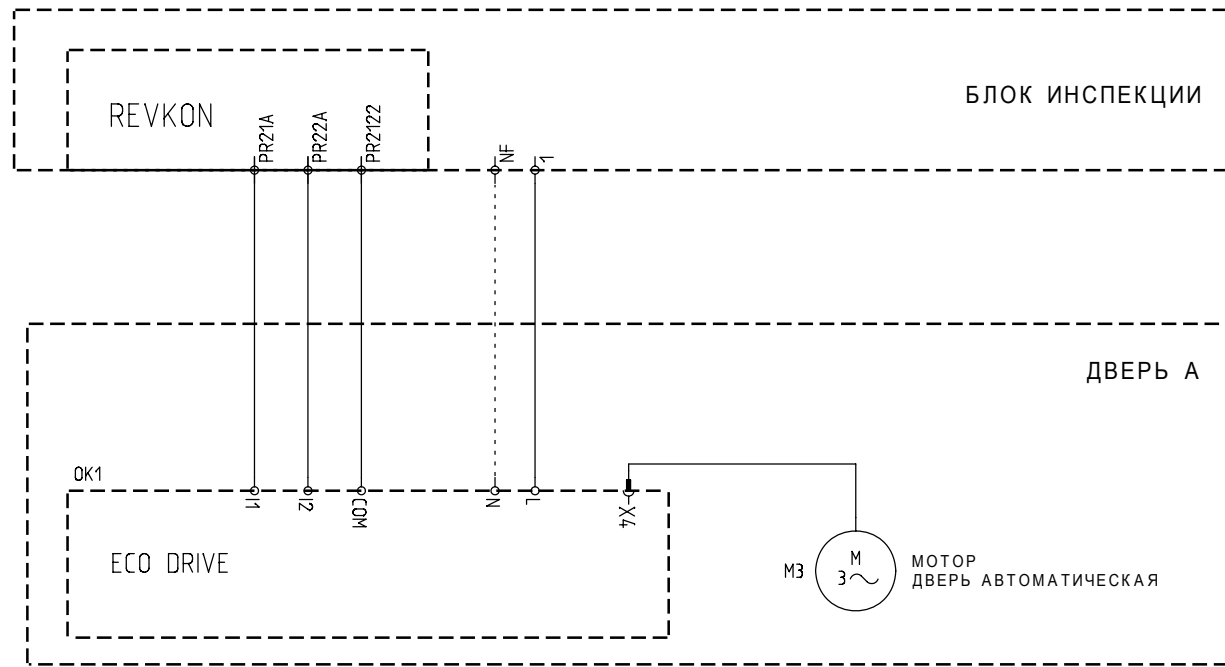 БЛОК ИНСПЕКЦИИ
REVKON
PR21A
PR22A
PR2122
NF
1
ДВЕРЬ А
OK1
I1
I2
COM
N
L
-X4
ECO DRIVE
M3
M
3~
МОТОР
ДВЕРЬ АВТОМАТИЧЕСКАЯ